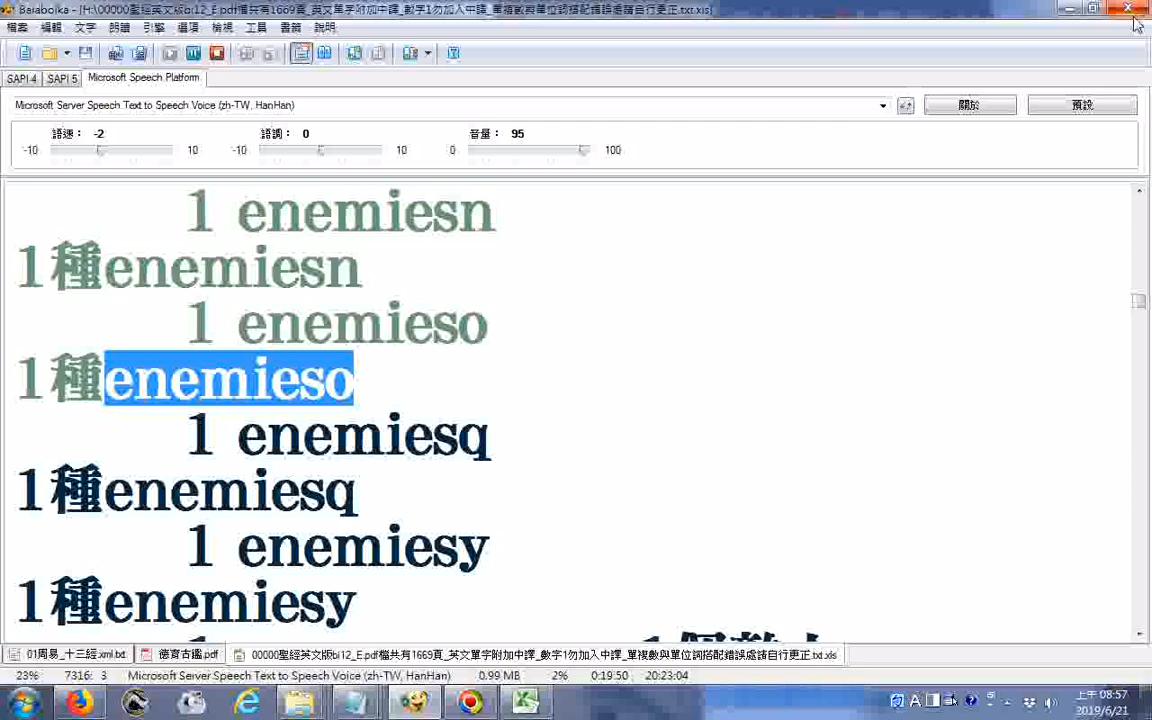 Balabolka - [H:\00000聖經英文版bi12_E.pdf檔共有1669頁_英文單字附加中譯_數字1勿加入中譯_單複數與單位詞搭配錯誤處請自行更正.txt.xls]
檔案 編輯 文字 朗讀 引擎 選項 檢視 工具 書籤 說明
SAPI 4 SAPI 5 Microsoft Speech Platform
Microsoft Server Speech Text to Speech Voice (zh-TW, HanHan) 關於 預設
語速： -2 語調： 0 音量： 95
-10 10 -10 10 0 100
1 enemiesn
1種enemiesn
1 enemieso
1種enemieso
1 enemiesq
1種enemiesq
1 enemiesy
1種enemiesy
01周易_十三經.xml.txt 德育古鑑.pdf 00000聖經英文版bi12_E.pdf檔共有1669頁_英文單字附加中譯_數字1勿加入中譯_單複數與單位詞搭配錯誤處請自行更正.txt.xls
23% 7316: 3 Microsoft Server Speech Text to Speech Voice (zh-TW, HanHan) 0.99 MB 2% 0:19:50 20:23:04
上午 08:57
2019/6/21